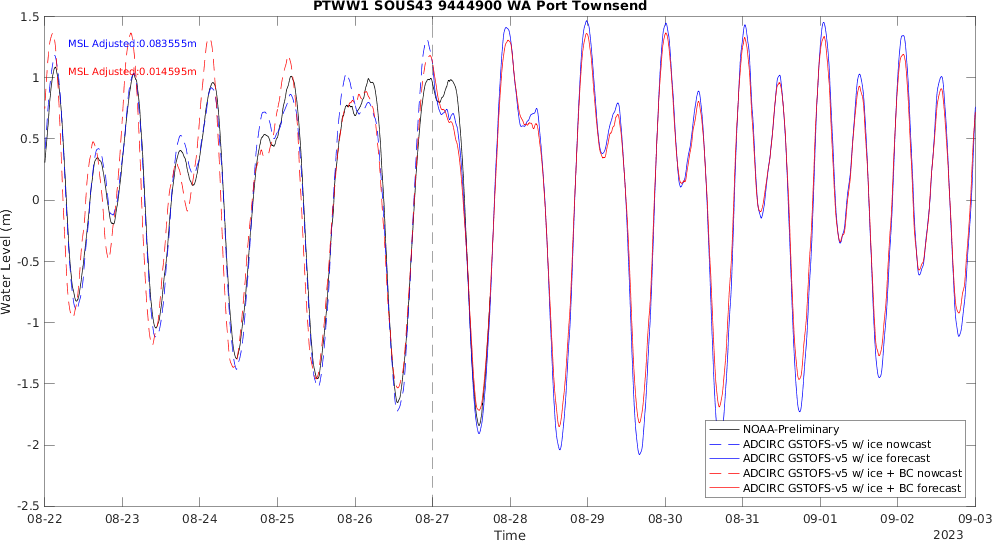 PTWW1 SOUS43 9444900 WA Port Townsend
1.5
1
0.5
0
-0.5
-1
-1.5
-2
-2.5
Water Level (m)
MSL Adjusted:0.083555m
MSL Adjusted:0.014595m
NOAA-Preliminary
ADCIRC GSTOFS-v5 w/ ice nowcast
ADCIRC GSTOFS-v5 w/ ice forecast
ADCIRC GSTOFS-v5 w/ ice + BC nowcast
ADCIRC GSTOFS-v5 w/ ice + BC forecast
08-22 08-23 08-24 08-25 08-26 08-27 08-28 08-29 08-30 08-31 09-01 09-02 09-03
Time
2023